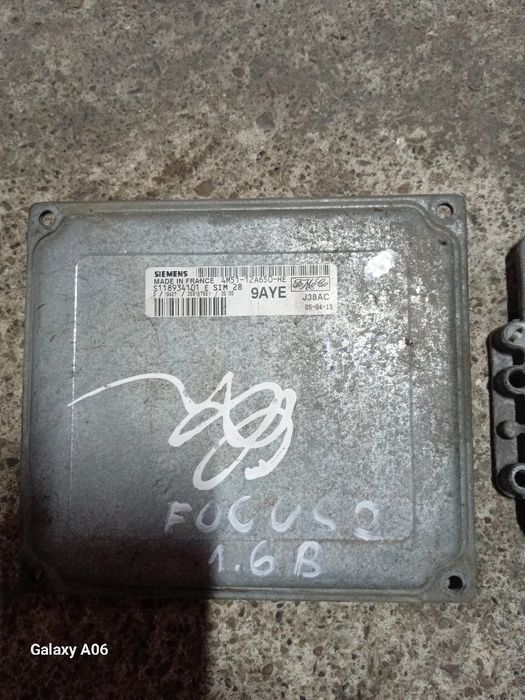 SIEMENS
MADE IN FRANCE 4M51-12A650-HE
S118934101 E SIM 28
9AYE
J38AC
05-04-15
FOCUS 2
1.6 B
Galaxy A06